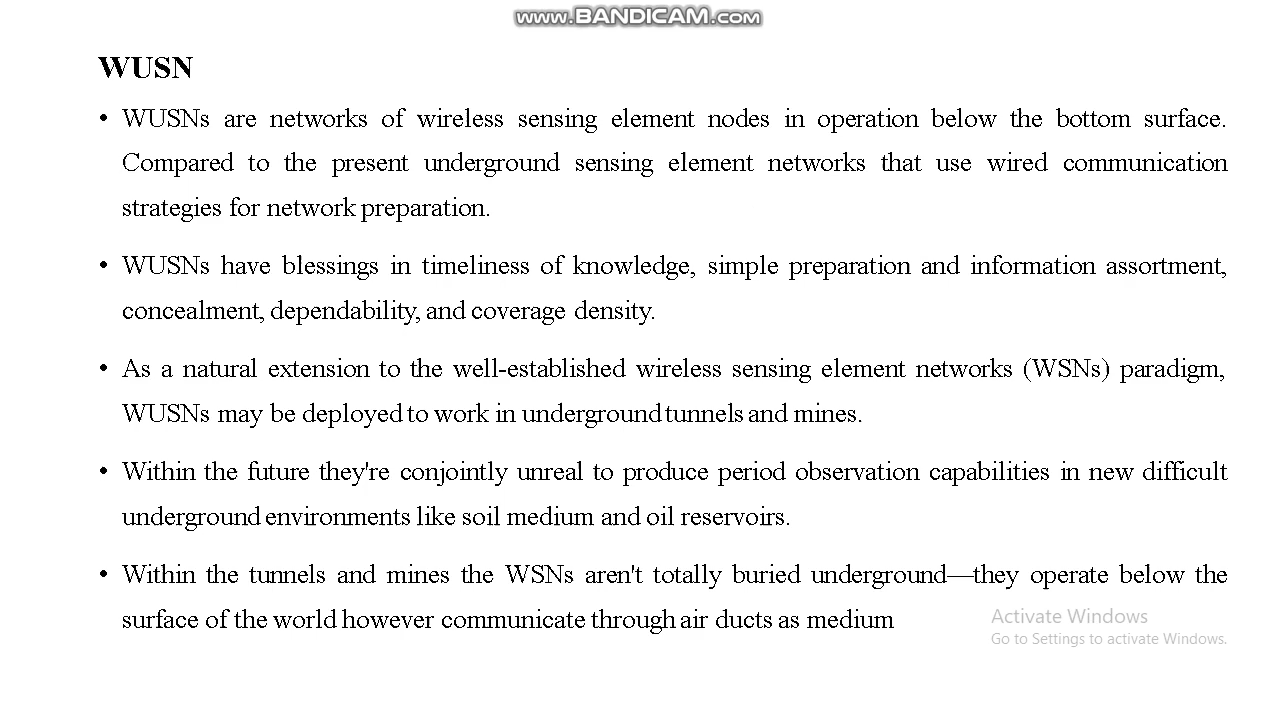 www.BANDICAM.com
WUSN
• WUSNs are networks of wireless sensing element nodes in operation below the bottom surface.
Compared to the present underground sensing element networks that use wired communication
strategies for network preparation.
• WUSNs have blessings in timeliness of knowledge, simple preparation and information assortment,
concealment, dependability, and coverage density.
• As a natural extension to the well-established wireless sensing element networks (WSNs) paradigm,
WUSNs may be deployed to work in underground tunnels and mines.
• Within the future they're conjointly unreal to produce period observation capabilities in new difficult
underground environments like soil medium and oil reservoirs.
• Within the tunnels and mines the WSNs aren't totally buried underground—they operate below the
surface of the world however communicate through air ducts as medium
Activate Windows
Go to Settings to activate Windows.